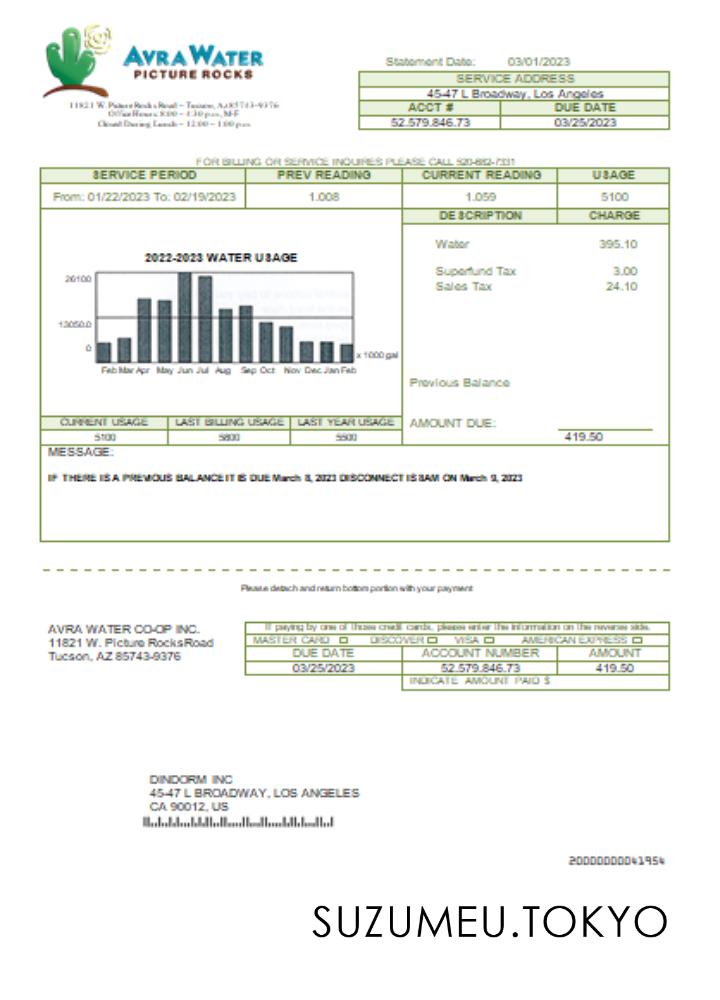 AVRA WATER
PICTURE ROCKS
11821 W. Picture Rocks Road – Tucson, Az 85743-9376
Office Hours: 8:00 – 4:30 p.m., M-F
Closed During Lunch – 12:00 – 1:00 p.m.
Statement Date: 03/01/2023
SERVICE ADDRESS
45-47 L Broadway, Los Angeles
ACCT # DUE DATE
52.579.846.73 03/25/2023
FOR BILLING OR SERVICE INQUIRES PLEASE CALL 520-682-7331
SERVICE PERIOD PREV READING CURRENT READING USAGE
From: 01/22/2023 To: 02/19/2023 1.008 1.059 5100
DESCRIPTION CHARGE
Water 395.10
Superfund Tax 3.00
Sales Tax 24.10
2022-2023 WATER USAGE
26100
13050.0
0
x 1000 gal
Feb Mar Apr May Jun Jul Aug Sep Oct Nov Dec Jan Feb
Previous Balance
AMOUNT DUE:
419.50
CURRENT USAGE LAST BILLING USAGE LAST YEAR USAGE
5100 5800 5500
MESSAGE:
IF THERE IS A PREVIOUS BALANCE IT IS DUE March 8, 2023 DISCONNECT IS 8AM ON March 9, 2023
Please detach and return bottom portion with your payment
AVRA WATER CO-OP INC.
11821 W. Picture RocksRoad
Tucson, AZ 85743-9376
If paying by one of those credit cards, please enter the information on the reverse side.
MASTER CARD DISCOVER VISA AMERICAN EXPRESS
DUE DATE ACCOUNT NUMBER AMOUNT
03/25/2023 52.579.846.73 419.50
INDICATE AMOUNT PAID $
DINDORM INC
45-47 L BROADWAY, LOS ANGELES
CA 90012, US
20000000041954
SUZUMEU.TOKYO